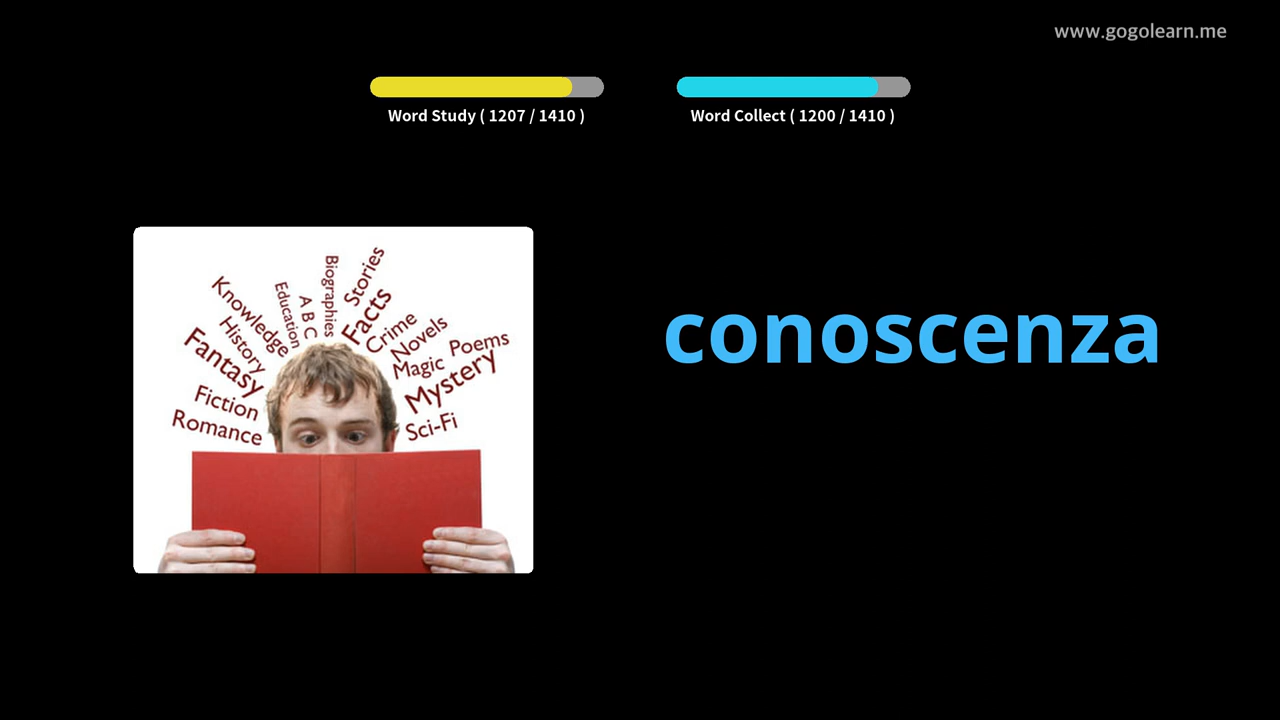 www.gogolearn.me
Word Study ( 1207 / 1410 )
Word Collect ( 1200 / 1410 )
conoscenza
Biographies
Stories
Education
A B C
Facts
Knowledge
History
Crime
Novels
Fantasy
Magic
Poems
Mystery
Fiction
Romance
Sci-Fi